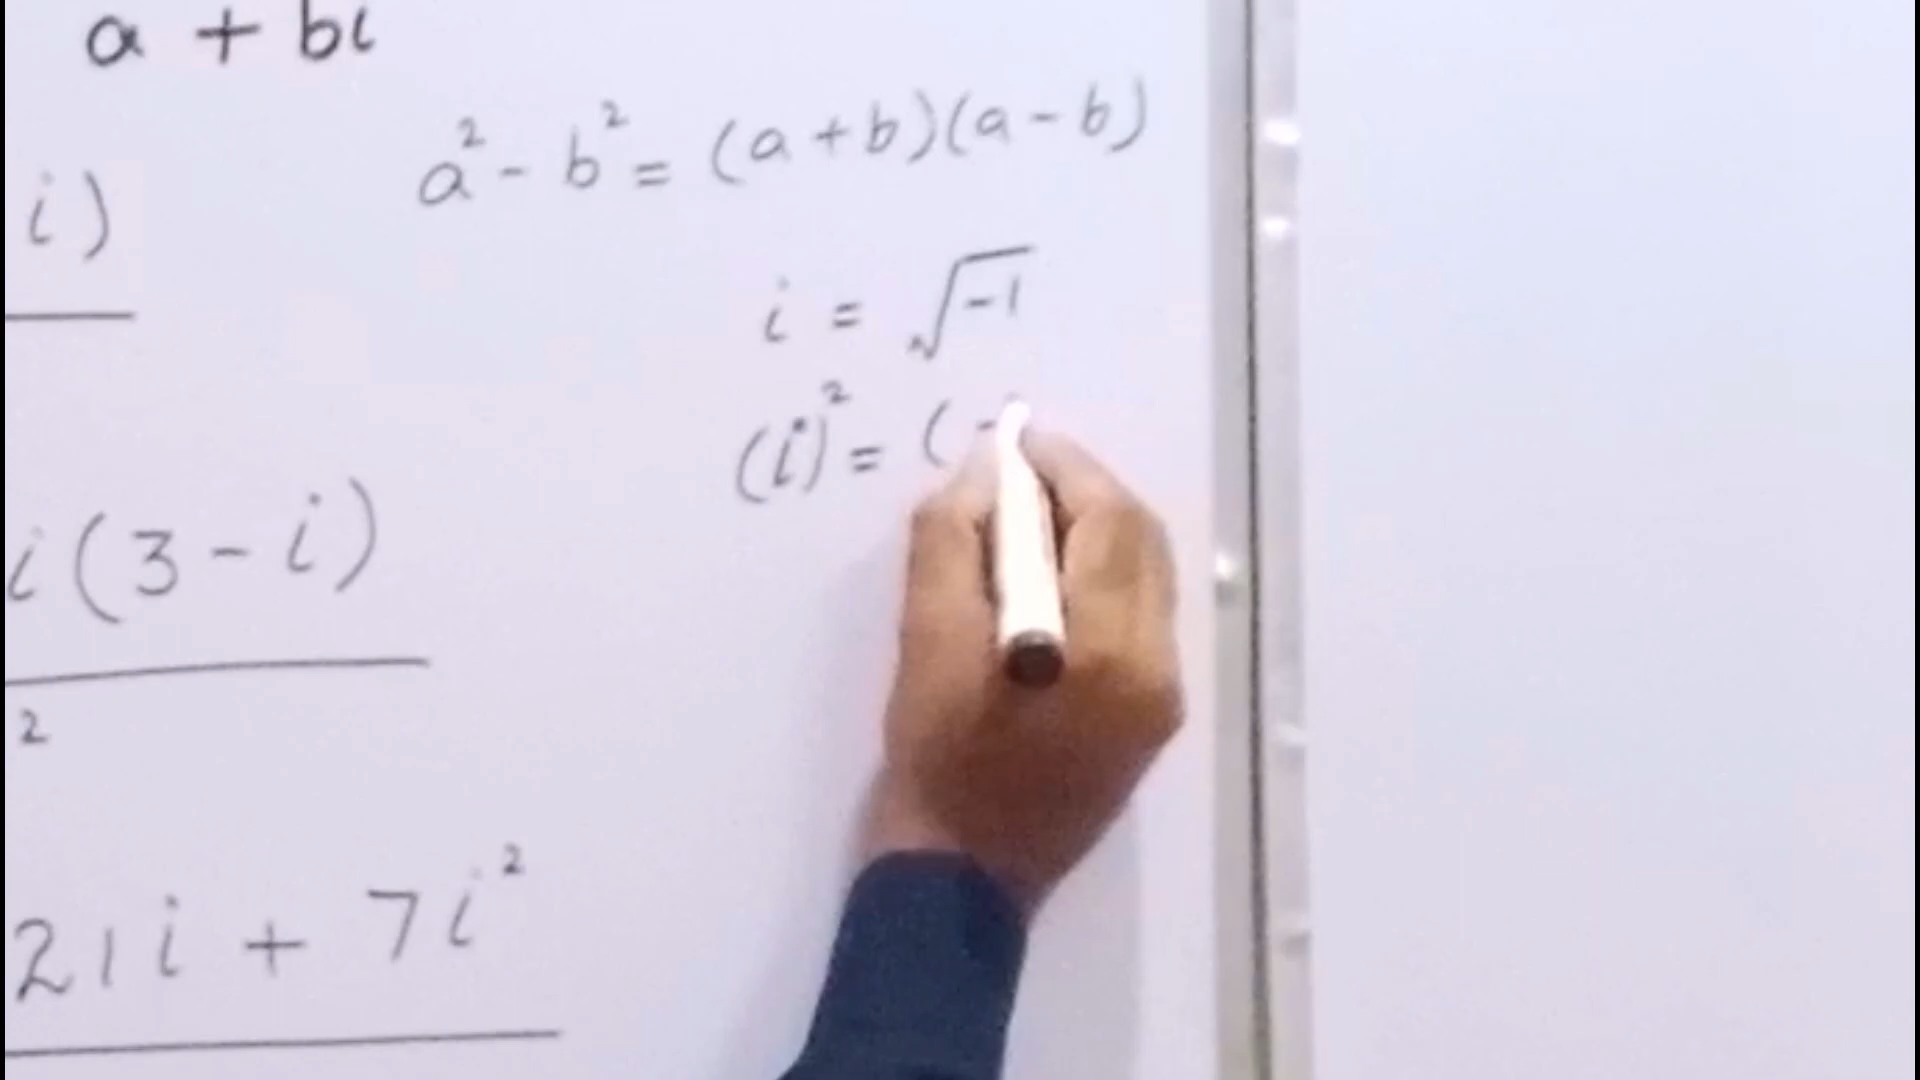 a + bi
a² - b² = (a + b)(a - b)
i)
i = √-1
(i)² = ( -
i (3 - i)
2
21i + 7i²